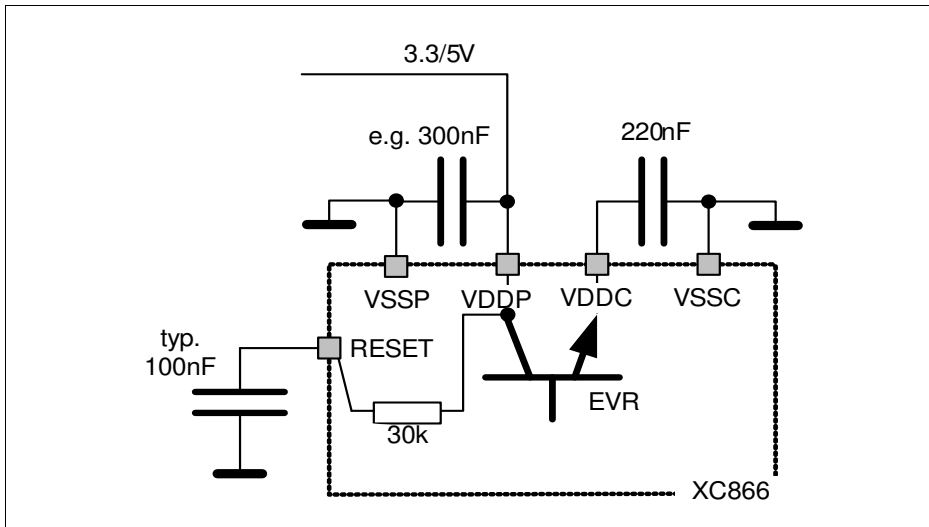 3.3/5V
e.g. 300nF
220nF
VSSP
VDDP
VDDC
VSSC
typ.
100nF
RESET
EVR
30k
XC866